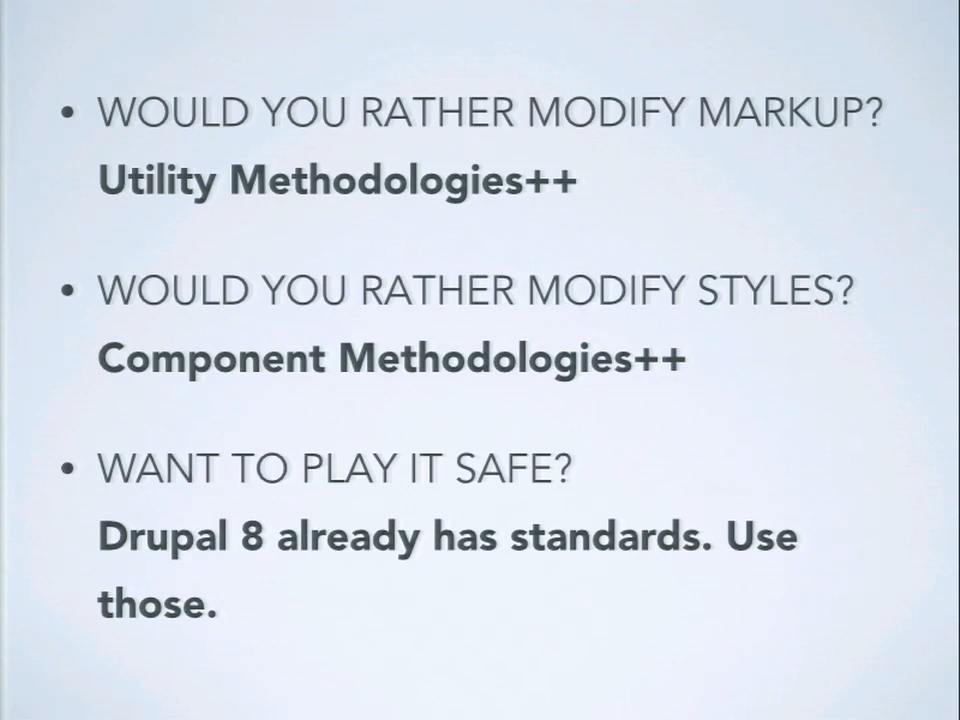 • WOULD YOU RATHER MODIFY MARKUP?
Utility Methodologies++
• WOULD YOU RATHER MODIFY STYLES?
Component Methodologies++
• WANT TO PLAY IT SAFE?
Drupal 8 already has standards. Use
those.